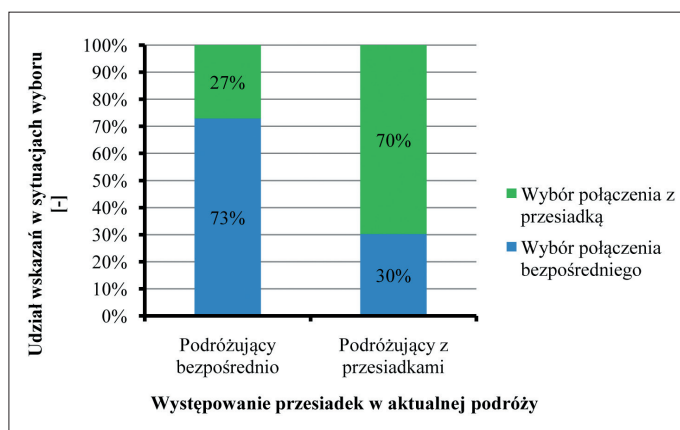 Udział wskazań w sytuacjach wyboru
[-]
100%
90%
80%
70%
60%
50%
40%
30%
20%
10%
0%
27%
73%
70%
30%
Podróżujący
bezpośrednio
Podróżujący z
przesiadkami
Występowanie przesiadek w aktualnej podróży
Wybór połączenia z
przesiadką
Wybór połączenia
bezpośredniego